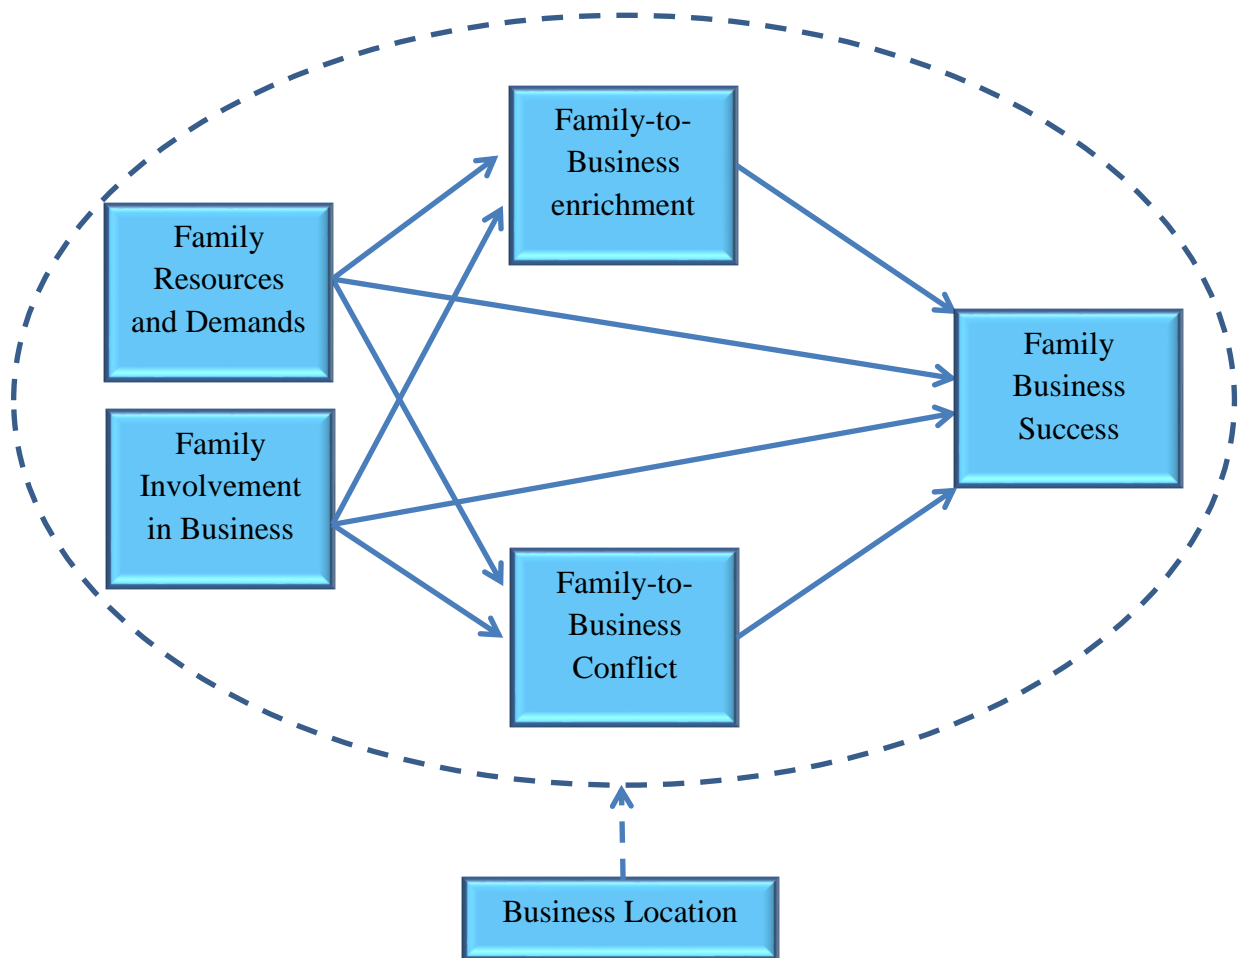 Family-to-
Business
enrichment
Family
Resources
and Demands
Family
Business
Success
Family
Involvement
in Business
Family-to-
Business
Conflict
Business Location